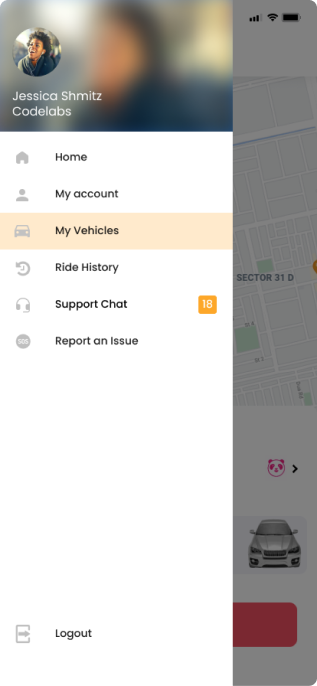 Jessica Shmitz
Codelabs
Home
My account
My Vehicles
Ride History
Support Chat
18
SOS
Report an Issue
Logout
SECTOR 31 D